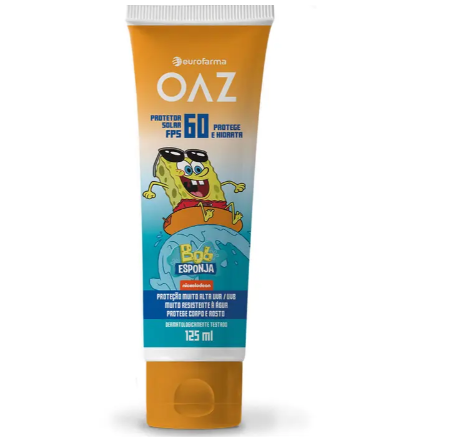 eurofarma
OAZ
PROTETOR
SOLAR
FPS 60
PROTEGE
E HIDRATA
Bob
ESPONJA
nickelodeon
PROTEÇÃO MUITO ALTA UVA / UVB
MUITO RESISTENTE À ÁGUA
PROTEGE CORPO E ROSTO
DERMATOLOGICAMENTE TESTADO
125 ml